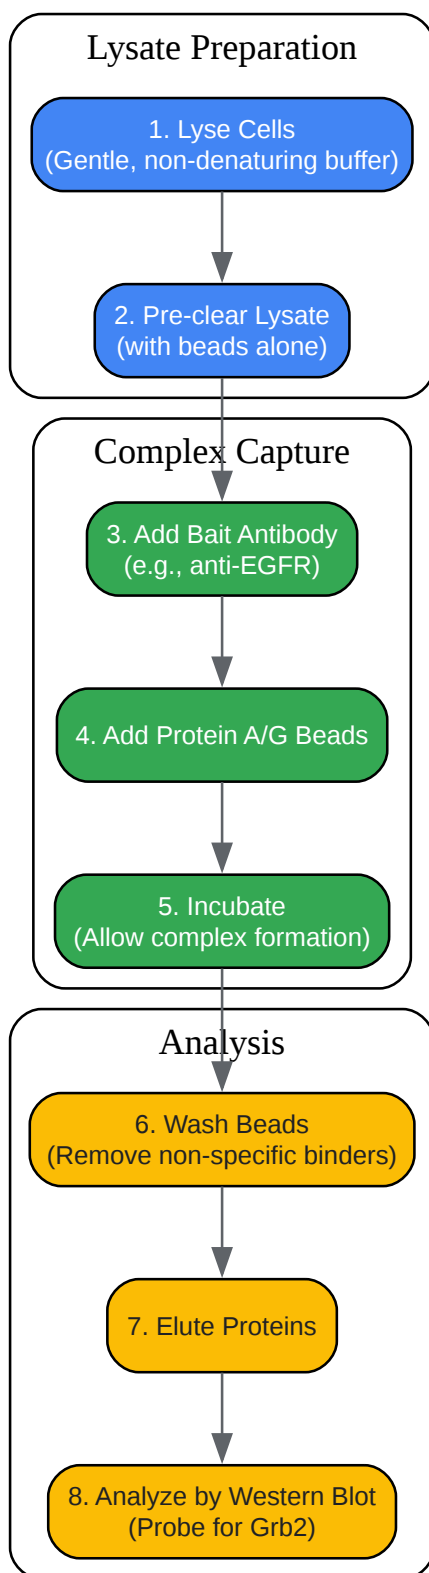 Lysate Preparation
1. Lyse Cells
(Gentle, non-denaturing buffer)
2. Pre-clear Lysate
(with beads alone)
Complex Capture
3. Add Bait Antibody
(e.g., anti-EGFR)
4. Add Protein A/G Beads
5. Incubate
(Allow complex formation)
Analysis
6. Wash Beads
(Remove non-specific binders)
7. Elute Proteins
8. Analyze by Western Blot
(Probe for Grb2)